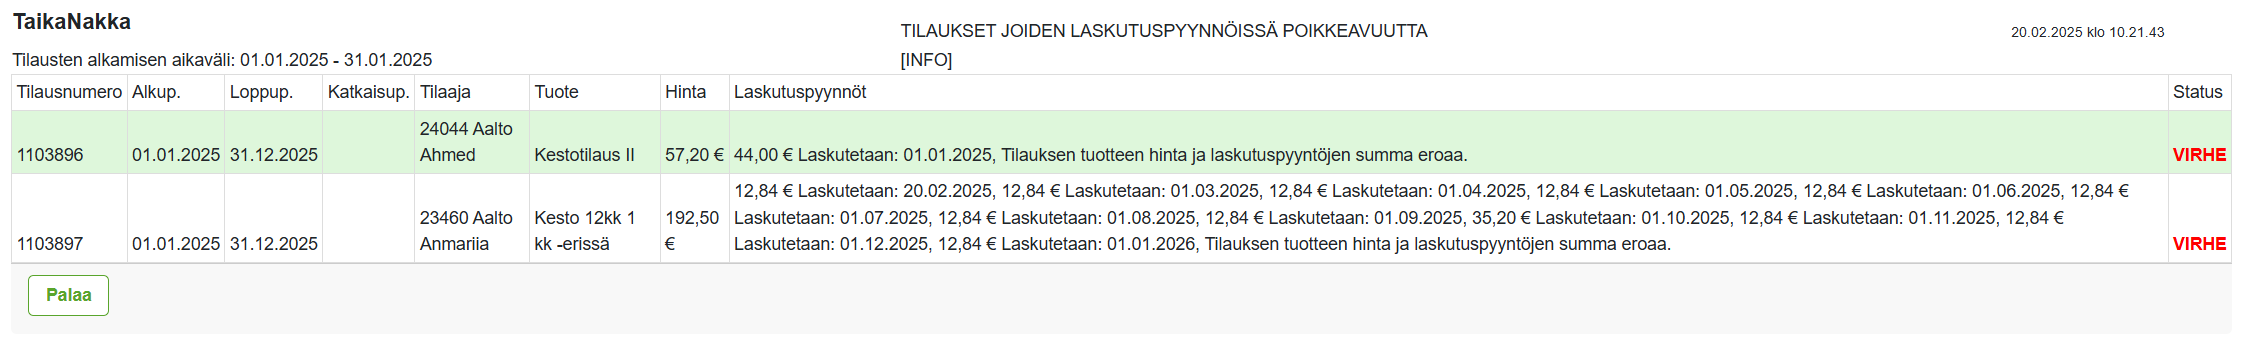 TaikaNakka
TILAUKSET JOIDEN LASKUTUSPYYNNÖISSÄ POIKKEAVUUTTA
20.02.2025 klo 10.21.43
Tilausten alkamisen aikaväli: 01.01.2025 - 31.01.2025
[INFO]
Tilausnumero Alkup. Loppup. Katkaisup. Tilaaja Tuote Hinta Laskutuspyynnöt Status
24044 Aalto
1103896 01.01.2025 31.12.2025 Ahmed Kestotilaus II 57,20 € 44,00 € Laskutetaan: 01.01.2025, Tilauksen tuotteen hinta ja laskutuspyyntöjen summa eroaa. VIRHE
12,84 € Laskutetaan: 20.02.2025, 12,84 € Laskutetaan: 01.03.2025, 12,84 € Laskutetaan: 01.04.2025, 12,84 € Laskutetaan: 01.05.2025, 12,84 € Laskutetaan: 01.06.2025, 12,84 €
23460 Aalto Kesto 12kk 1 192,50 Laskutetaan: 01.07.2025, 12,84 € Laskutetaan: 01.08.2025, 12,84 € Laskutetaan: 01.09.2025, 35,20 € Laskutetaan: 01.10.2025, 12,84 € Laskutetaan: 01.11.2025, 12,84 €
1103897 01.01.2025 31.12.2025 Anmariia kk -erissä € Laskutetaan: 01.12.2025, 12,84 € Laskutetaan: 01.01.2026, Tilauksen tuotteen hinta ja laskutuspyyntöjen summa eroaa. VIRHE
Palaa